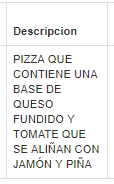 Descripcion
PIZZA QUE
CONTIENE UNA
BASE DE
QUESO
FUNDIDO Y
TOMATE QUE
SE ALIÑAN CON
JAMÓN Y PIÑA